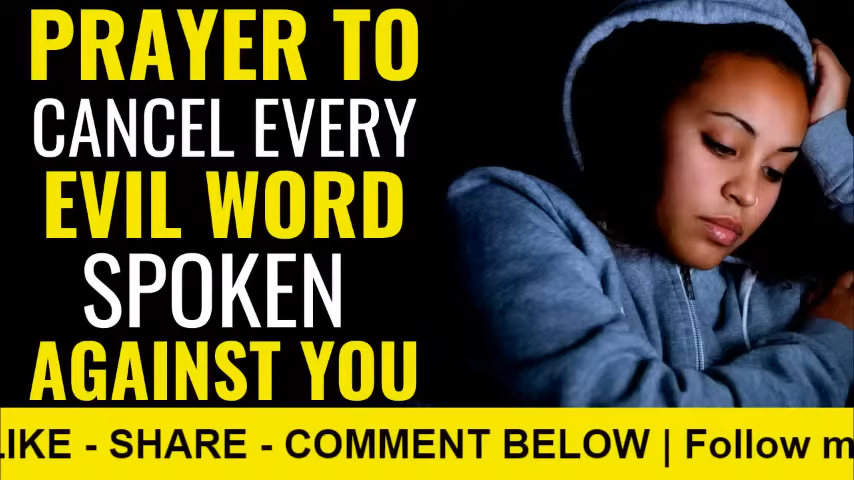 PRAYER TO
CANCEL EVERY
EVIL WORD
SPOKEN
AGAINST YOU
LIKE - SHARE - COMMENT BELOW | Follow m